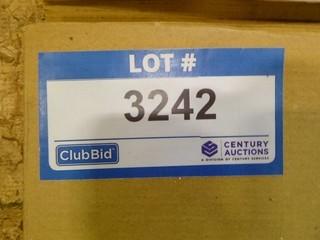 LOT #
3242
ClubBid
CENTURY
AUCTIONS
A DIVISION OF CENTURY SERVICES